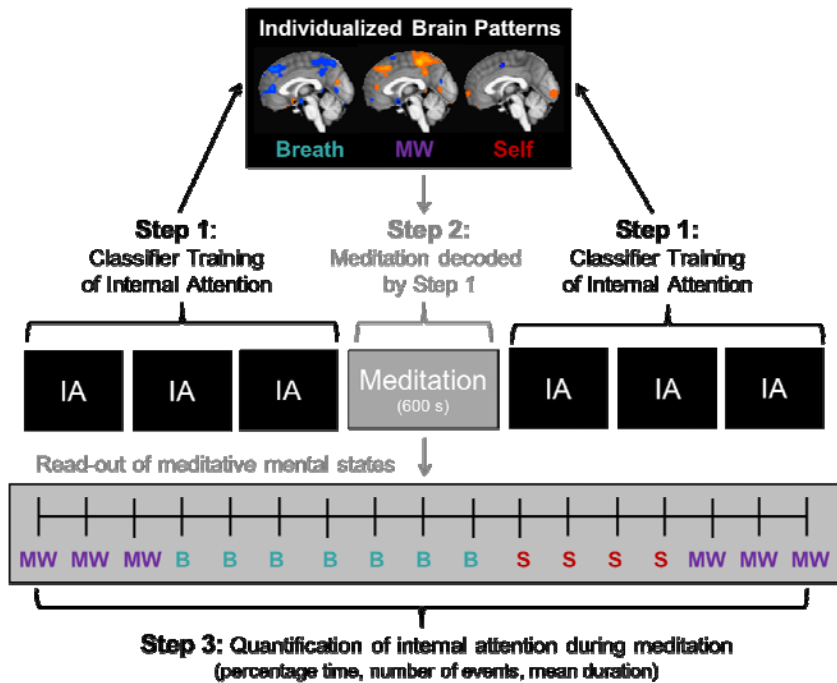 Individualized Brain Patterns
Breath MW Self
Step 1:
Classifier Training
of Internal Attention
Step 2:
Meditation decoded
by Step 1
Step 1:
Classifier Training
of Internal Attention
IA IA IA Meditation IA IA IA
(600 s)
Read-out of meditative mental states
MW MW MW B B B B B B B S S S S MW MW MW
Step 3: Quantification of internal attention during meditation
(percentage time, number of events, mean duration)